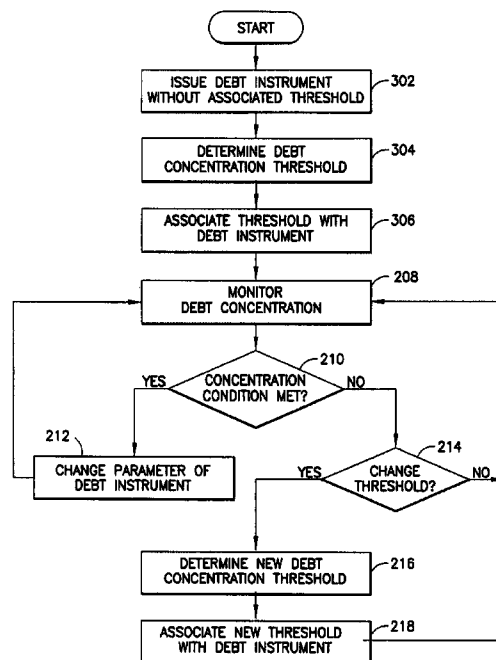 START
ISSUE DEBT INSTRUMENT
WITHOUT ASSOCIATED THRESHOLD
302
DETERMINE DEBT
CONCENTRATION THRESHOLD
304
ASSOCIATE THRESHOLD WITH
DEBT INSTRUMENT
306
MONITOR
DEBT CONCENTRATION
208
CONCENTRATION
CONDITION MET?
210
YES
NO
212
CHANGE PARAMETER OF
DEBT INSTRUMENT
214
CHANGE
THRESHOLD?
YES
NO
DETERMINE NEW DEBT
CONCENTRATION THRESHOLD
216
ASSOCIATE NEW THRESHOLD
WITH DEBT INSTRUMENT
218